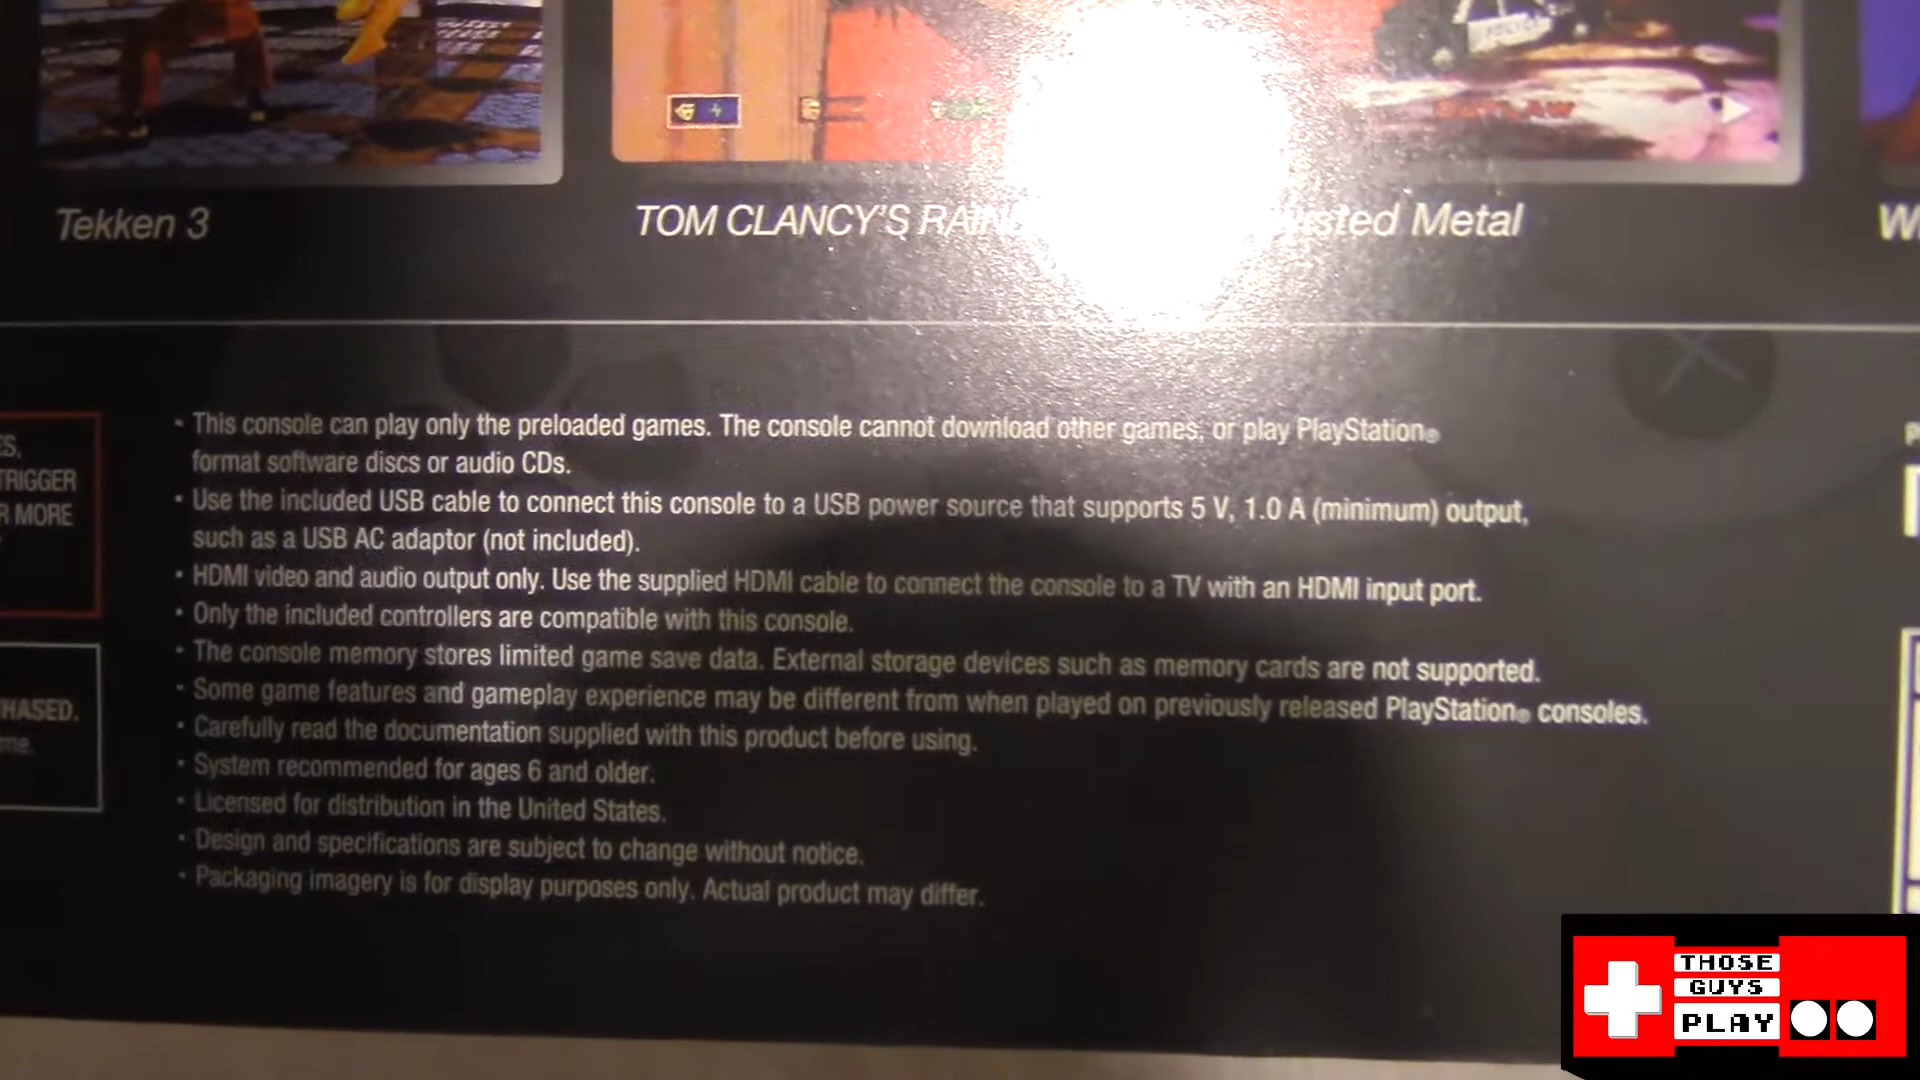 POLICE
OUTLAW
Tekken 3
TOM CLANCY'S
Metal
ES,
TRIGGER
R MORE
HASED.
me.
· This console can play only the preloaded games. The console cannot download other games, or play PlayStation®
format software discs or audio CDs.
· Use the included USB cable to connect this console to a USB power source that supports 5 V, 1.0 A (minimum) output,
such as a USB AC adaptor (not included).
· HDMI video and audio output only. Use the supplied HDMI cable to connect the console to a TV with an HDMI input port.
· Only the included controllers are compatible with this console.
· The console memory stores limited game save data. External storage devices such as memory cards are not supported.
· Some game features and gameplay experience may be different from when played on previously released PlayStation® consoles.
· Carefully read the documentation supplied with this product before using.
· System recommended for ages 6 and older.
· Licensed for distribution in the United States.
· Design and specifications are subject to change without notice.
· Packaging imagery is for display purposes only. Actual product may differ.
THOSE
GUYS
PLAY